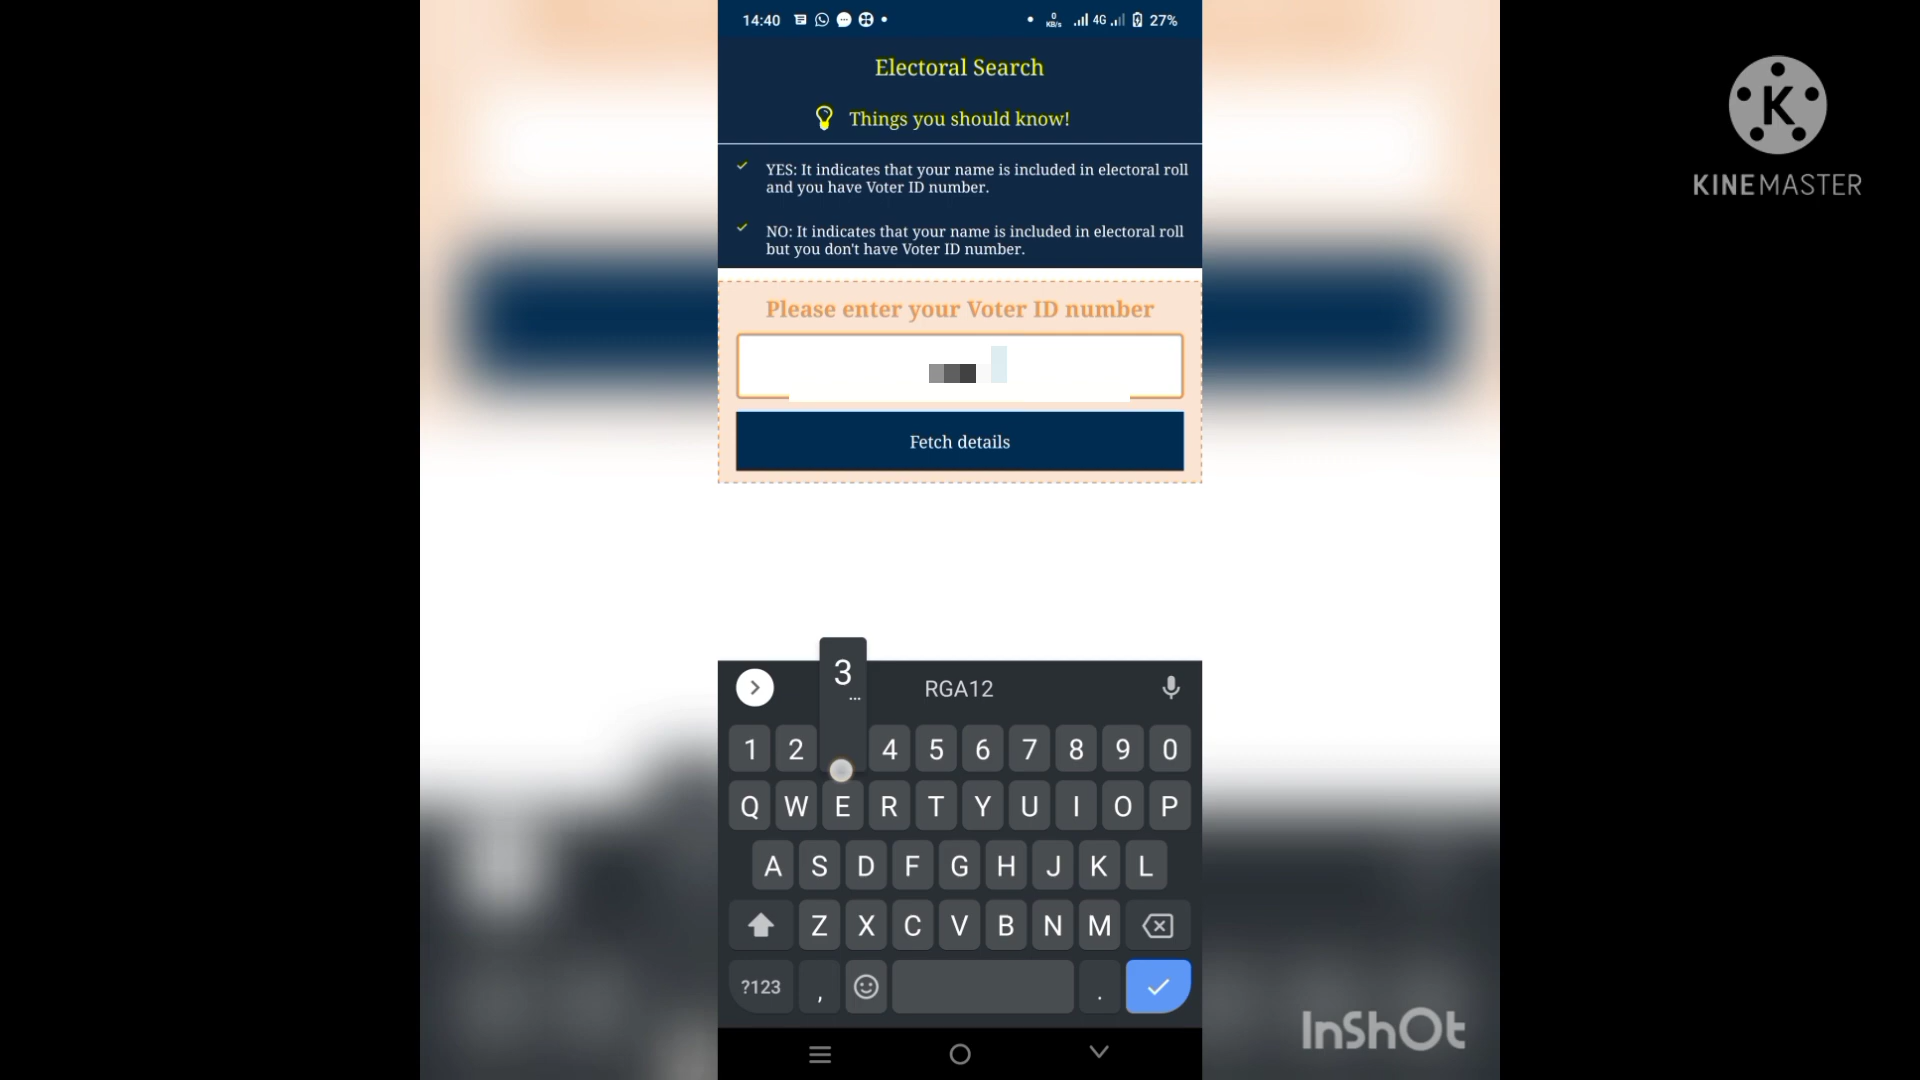 14:40
0
KB/s
4G
27%
Electoral Search
Things you should know!
YES: It indicates that your name is included in electoral roll
and you have Voter ID number.
NO: It indicates that your name is included in electoral roll
but you don't have Voter ID number.
Please enter your Voter ID number
Fetch details
3
...
RGA12
1 2 4 5 6 7 8 9 0
Q W E R T Y U I O P
A S D F G H J K L
Z X C V B N M
?123 , .
K
KINEMASTER
InShOt